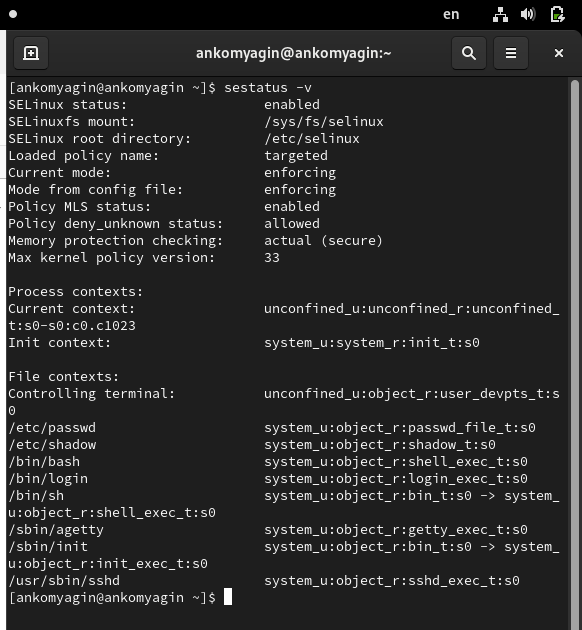 en
ankomyagin@ankomyagin:~
[ankomyagin@ankomyagin ~]$ sestatus -v
SELinux status:                 enabled
SELinuxfs mount:                /sys/fs/selinux
SELinux root directory:         /etc/selinux
Loaded policy name:             targeted
Current mode:                   enforcing
Mode from config file:          enforcing
Policy MLS status:              enabled
Policy deny_unknown status:     allowed
Memory protection checking:     actual (secure)
Max kernel policy version:      33

Process contexts:
Current context:                unconfined_u:unconfined_r:unconfined_
t:s0-s0:c0.c1023
Init context:                   system_u:system_r:init_t:s0

File contexts:
Controlling terminal:           unconfined_u:object_r:user_devpts_t:s
0
/etc/passwd                     system_u:object_r:passwd_file_t:s0
/etc/shadow                     system_u:object_r:shadow_t:s0
/bin/bash                       system_u:object_r:shell_exec_t:s0
/bin/login                      system_u:object_r:login_exec_t:s0
/bin/sh                         system_u:object_r:bin_t:s0 -> system_
u:object_r:shell_exec_t:s0
/sbin/agetty                    system_u:object_r:getty_exec_t:s0
/sbin/init                      system_u:object_r:bin_t:s0 -> system_
u:object_r:init_exec_t:s0
/usr/sbin/sshd                  system_u:object_r:sshd_exec_t:s0
[ankomyagin@ankomyagin ~]$